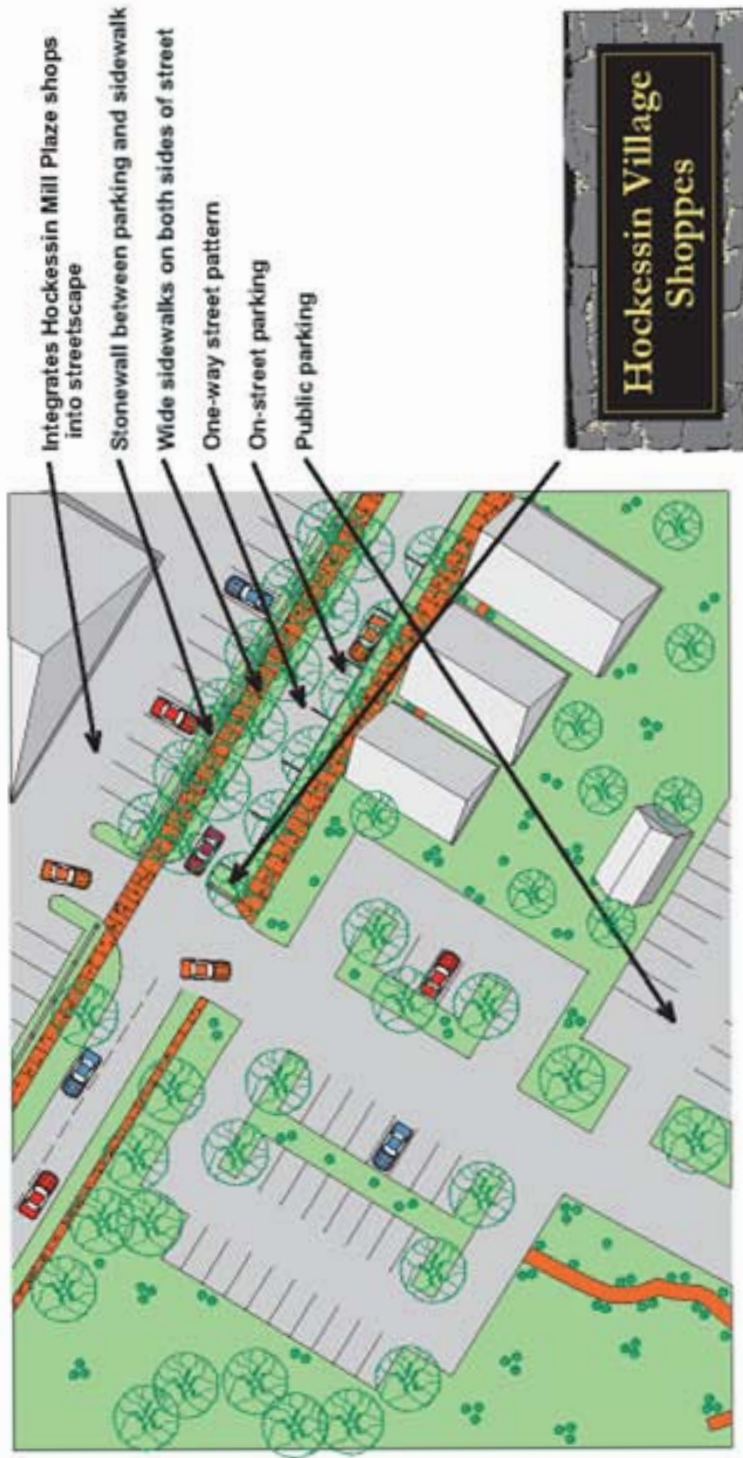 Integrates Hockessin Mill Plaze shops
into streetscape
Stonewall between parking and sidewalk
Wide sidewalks on both sides of street
One-way street pattern
On-street parking
Public parking
Hockessin Village
Shoppes